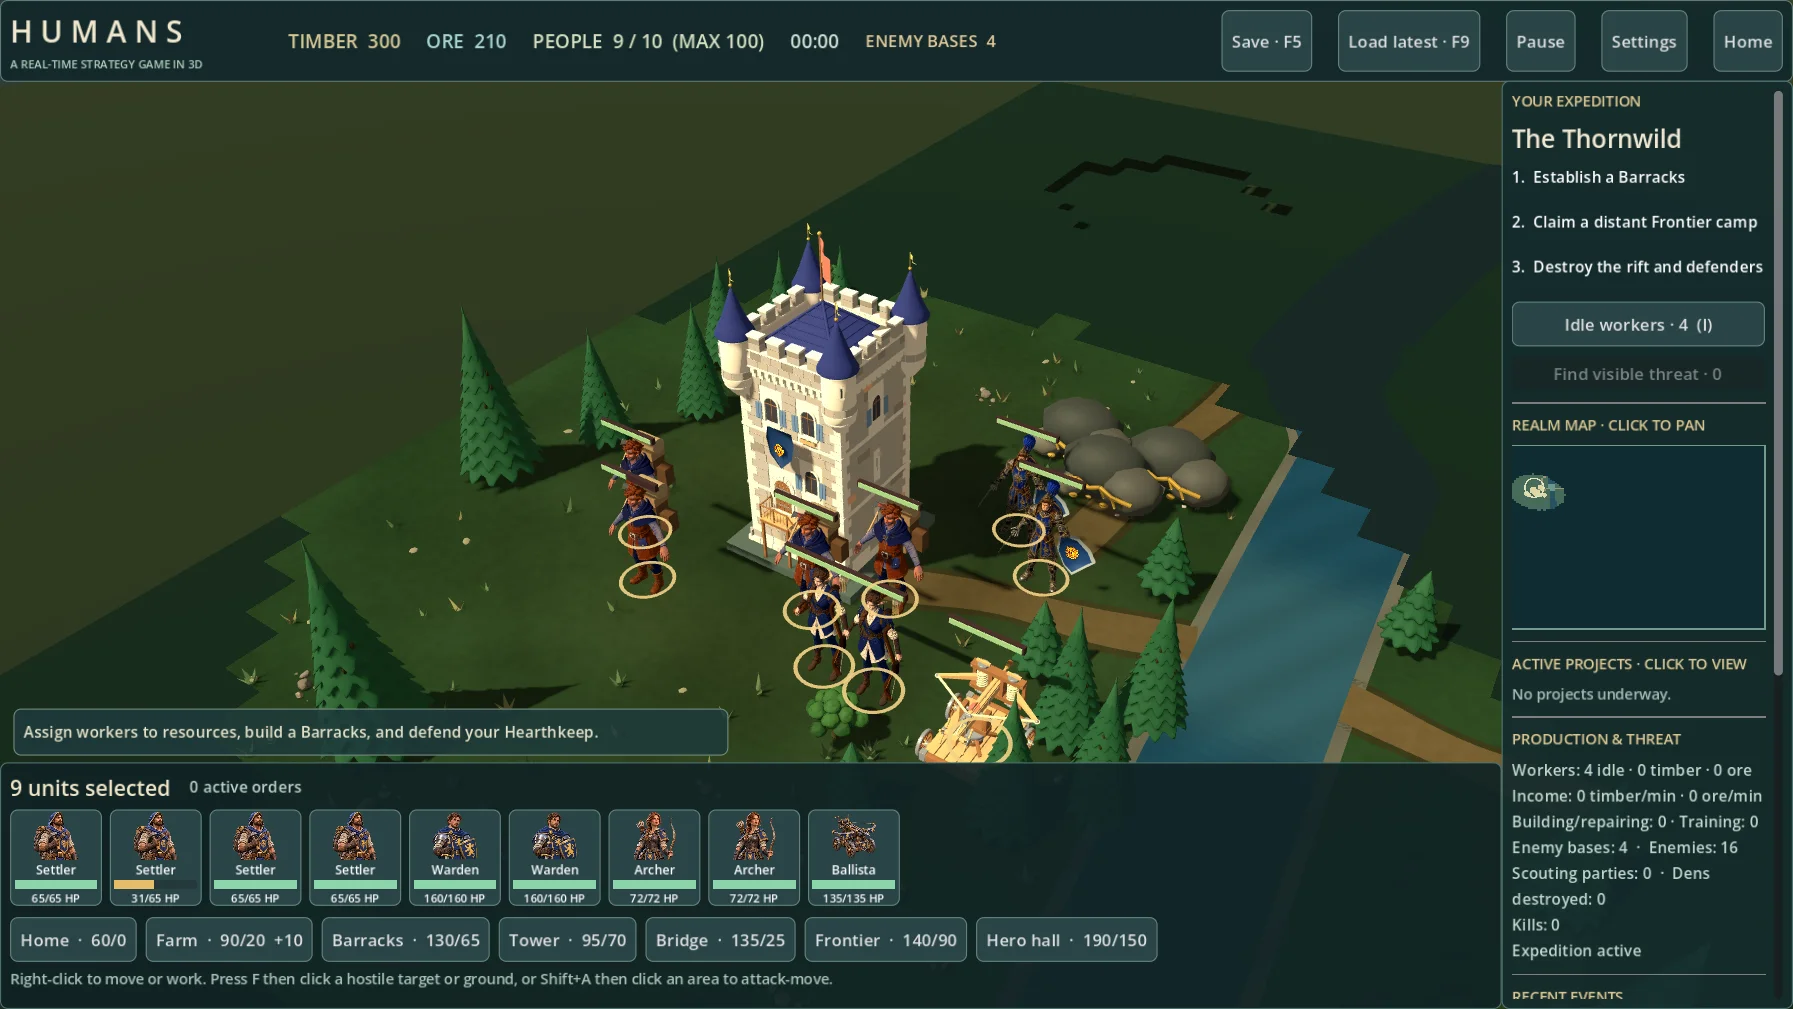 HUMANS
A REAL-TIME STRATEGY GAME IN 3D
TIMBER 300
ORE 210
PEOPLE 9 / 10 (MAX 100)
00:00
ENEMY BASES 4
Save · F5
Load latest · F9
Pause
Settings
Home
YOUR EXPEDITION
The Thornwild
1. Establish a Barracks
2. Claim a distant Frontier camp
3. Destroy the rift and defenders
Idle workers · 4 (I)
Find visible threat · 0
REALM MAP · CLICK TO PAN
ACTIVE PROJECTS · CLICK TO VIEW
No projects underway.
PRODUCTION & THREAT
Workers: 4 idle · 0 timber · 0 ore
Income: 0 timber/min · 0 ore/min
Building/repairing: 0 · Training: 0
Enemy bases: 4 · Enemies: 16
Scouting parties: 0 · Dens
destroyed: 0
Kills: 0
Expedition active
RECENT EVENTS
Assign workers to resources, build a Barracks, and defend your Hearthkeep.
9 units selected
0 active orders
Settler
65/65 HP
Settler
31/65 HP
Settler
65/65 HP
Settler
65/65 HP
Warden
160/160 HP
Warden
160/160 HP
Archer
72/72 HP
Archer
72/72 HP
Ballista
135/135 HP
Home · 60/0
Farm · 90/20 +10
Barracks · 130/65
Tower · 95/70
Bridge · 135/25
Frontier · 140/90
Hero hall · 190/150
Right-click to move or work. Press F then click a hostile target or ground, or Shift+A then click an area to attack-move.